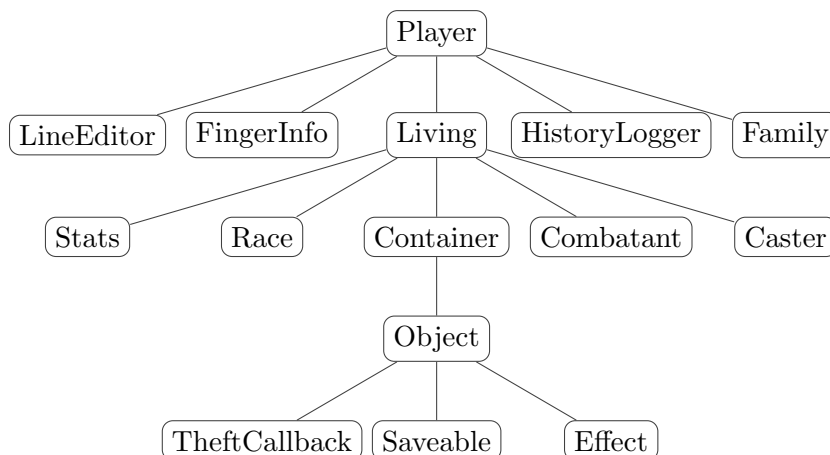 Player
LineEditor FingerInfo Living HistoryLogger Family
Stats Race Container Combatant Caster
Object
TheftCallback Saveable Effect